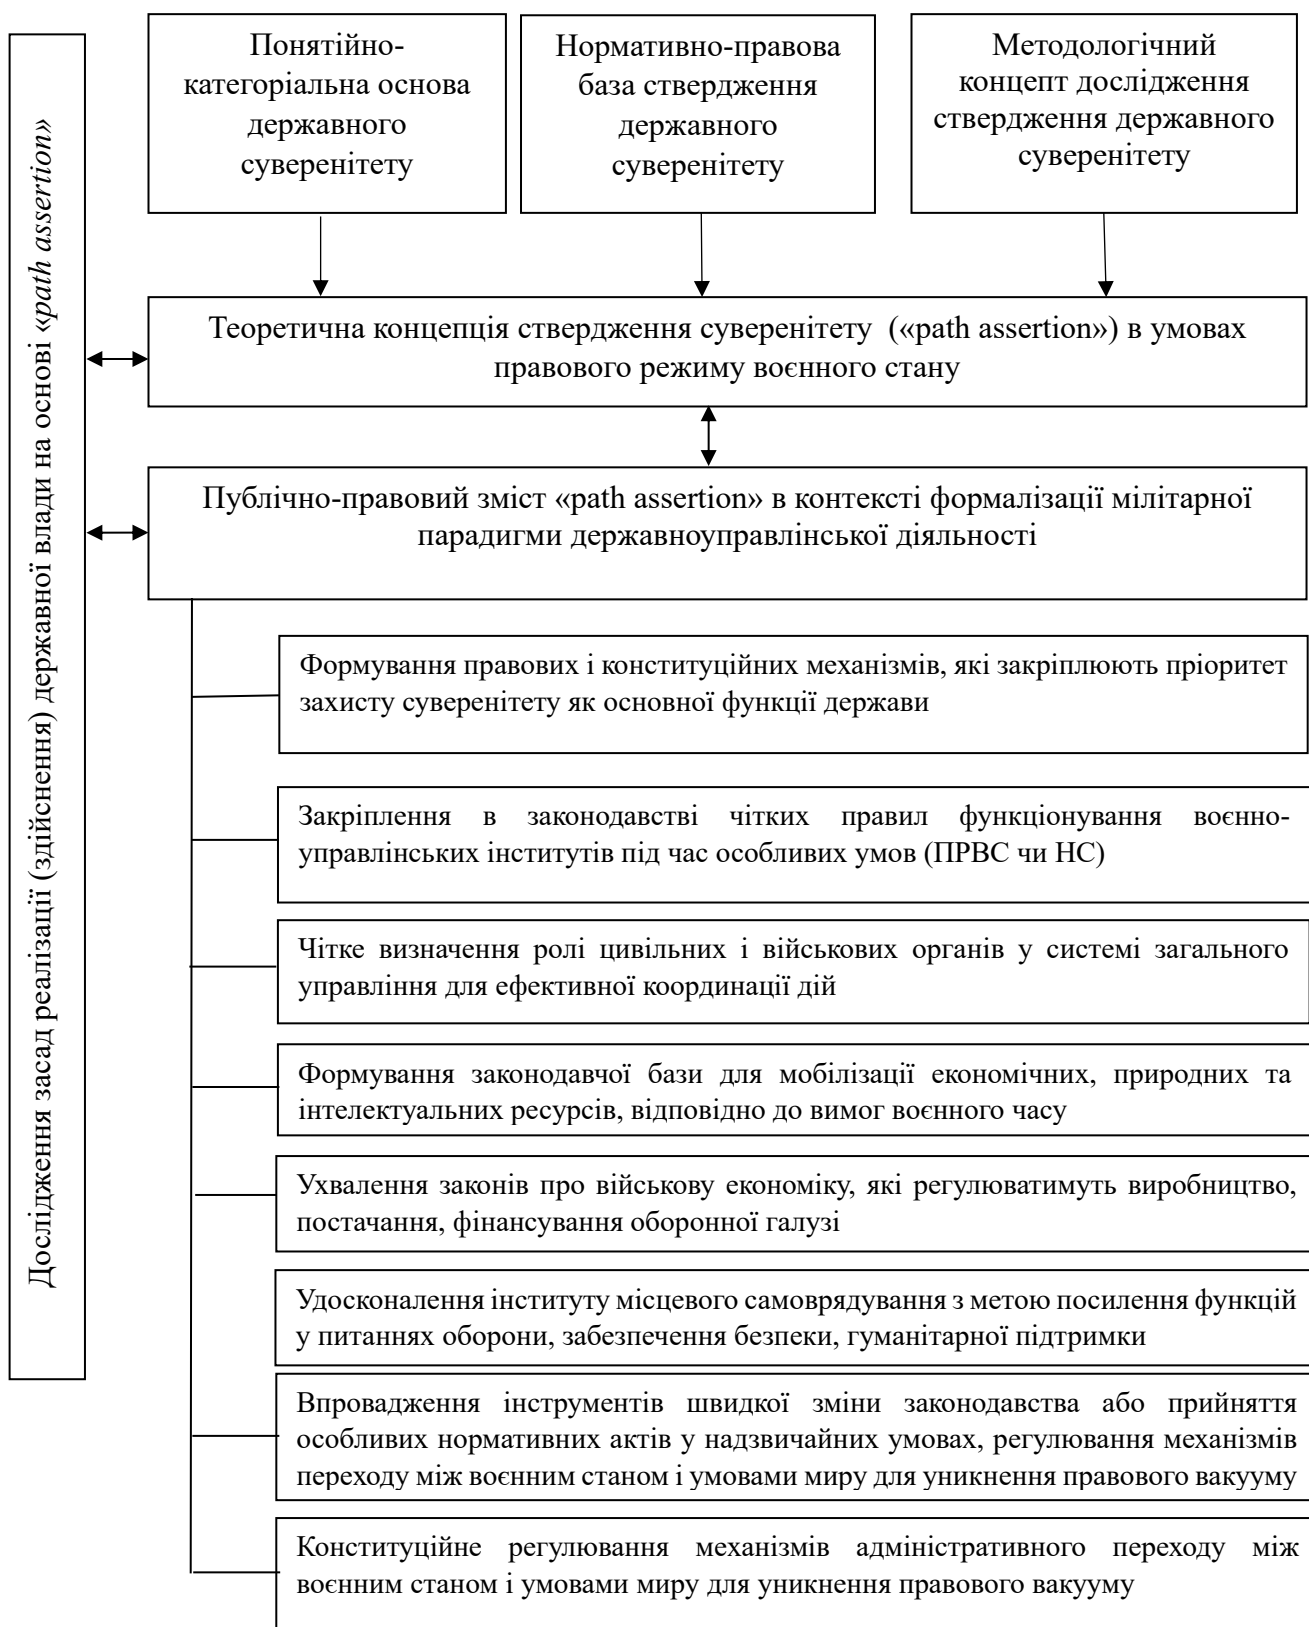 Дослідження засад реалізації (здійснення) державної влади на основі «path assertion»
Понятійно-
категоріальна основа
державного
суверенітету
Нормативно-правова
база ствердження
державного
суверенітету
Методологічний
концепт дослідження
ствердження державного
суверенітету
Теоретична концепція ствердження суверенітету («path assertion») в умовах
правового режиму воєнного стану
Публічно-правовий зміст «path assertion» в контексті формалізації мілітарної
парадигми державноуправлінської діяльності
Формування правових і конституційних механізмів, які закріплюють пріоритет
захисту суверенітету як основної функції держави
Закріплення в законодавстві чітких правил функціонування воєнно-
управлінських інститутів під час особливих умов (ПРВС чи НС)
Чітке визначення ролі цивільних і військових органів у системі загального
управління для ефективної координації дій
Формування законодавчої бази для мобілізації економічних, природних та
інтелектуальних ресурсів, відповідно до вимог воєнного часу
Ухвалення законів про військову економіку, які регулюватимуть виробництво,
постачання, фінансування оборонної галузі
Удосконалення інституту місцевого самоврядування з метою посилення функцій
у питаннях оборони, забезпечення безпеки, гуманітарної підтримки
Впровадження інструментів швидкої зміни законодавства або прийняття
особливих нормативних актів у надзвичайних умовах, регулювання механізмів
переходу між воєнним станом і умовами миру для уникнення правового вакууму
Конституційне регулювання механізмів адміністративного переходу між
воєнним станом і умовами миру для уникнення правового вакууму